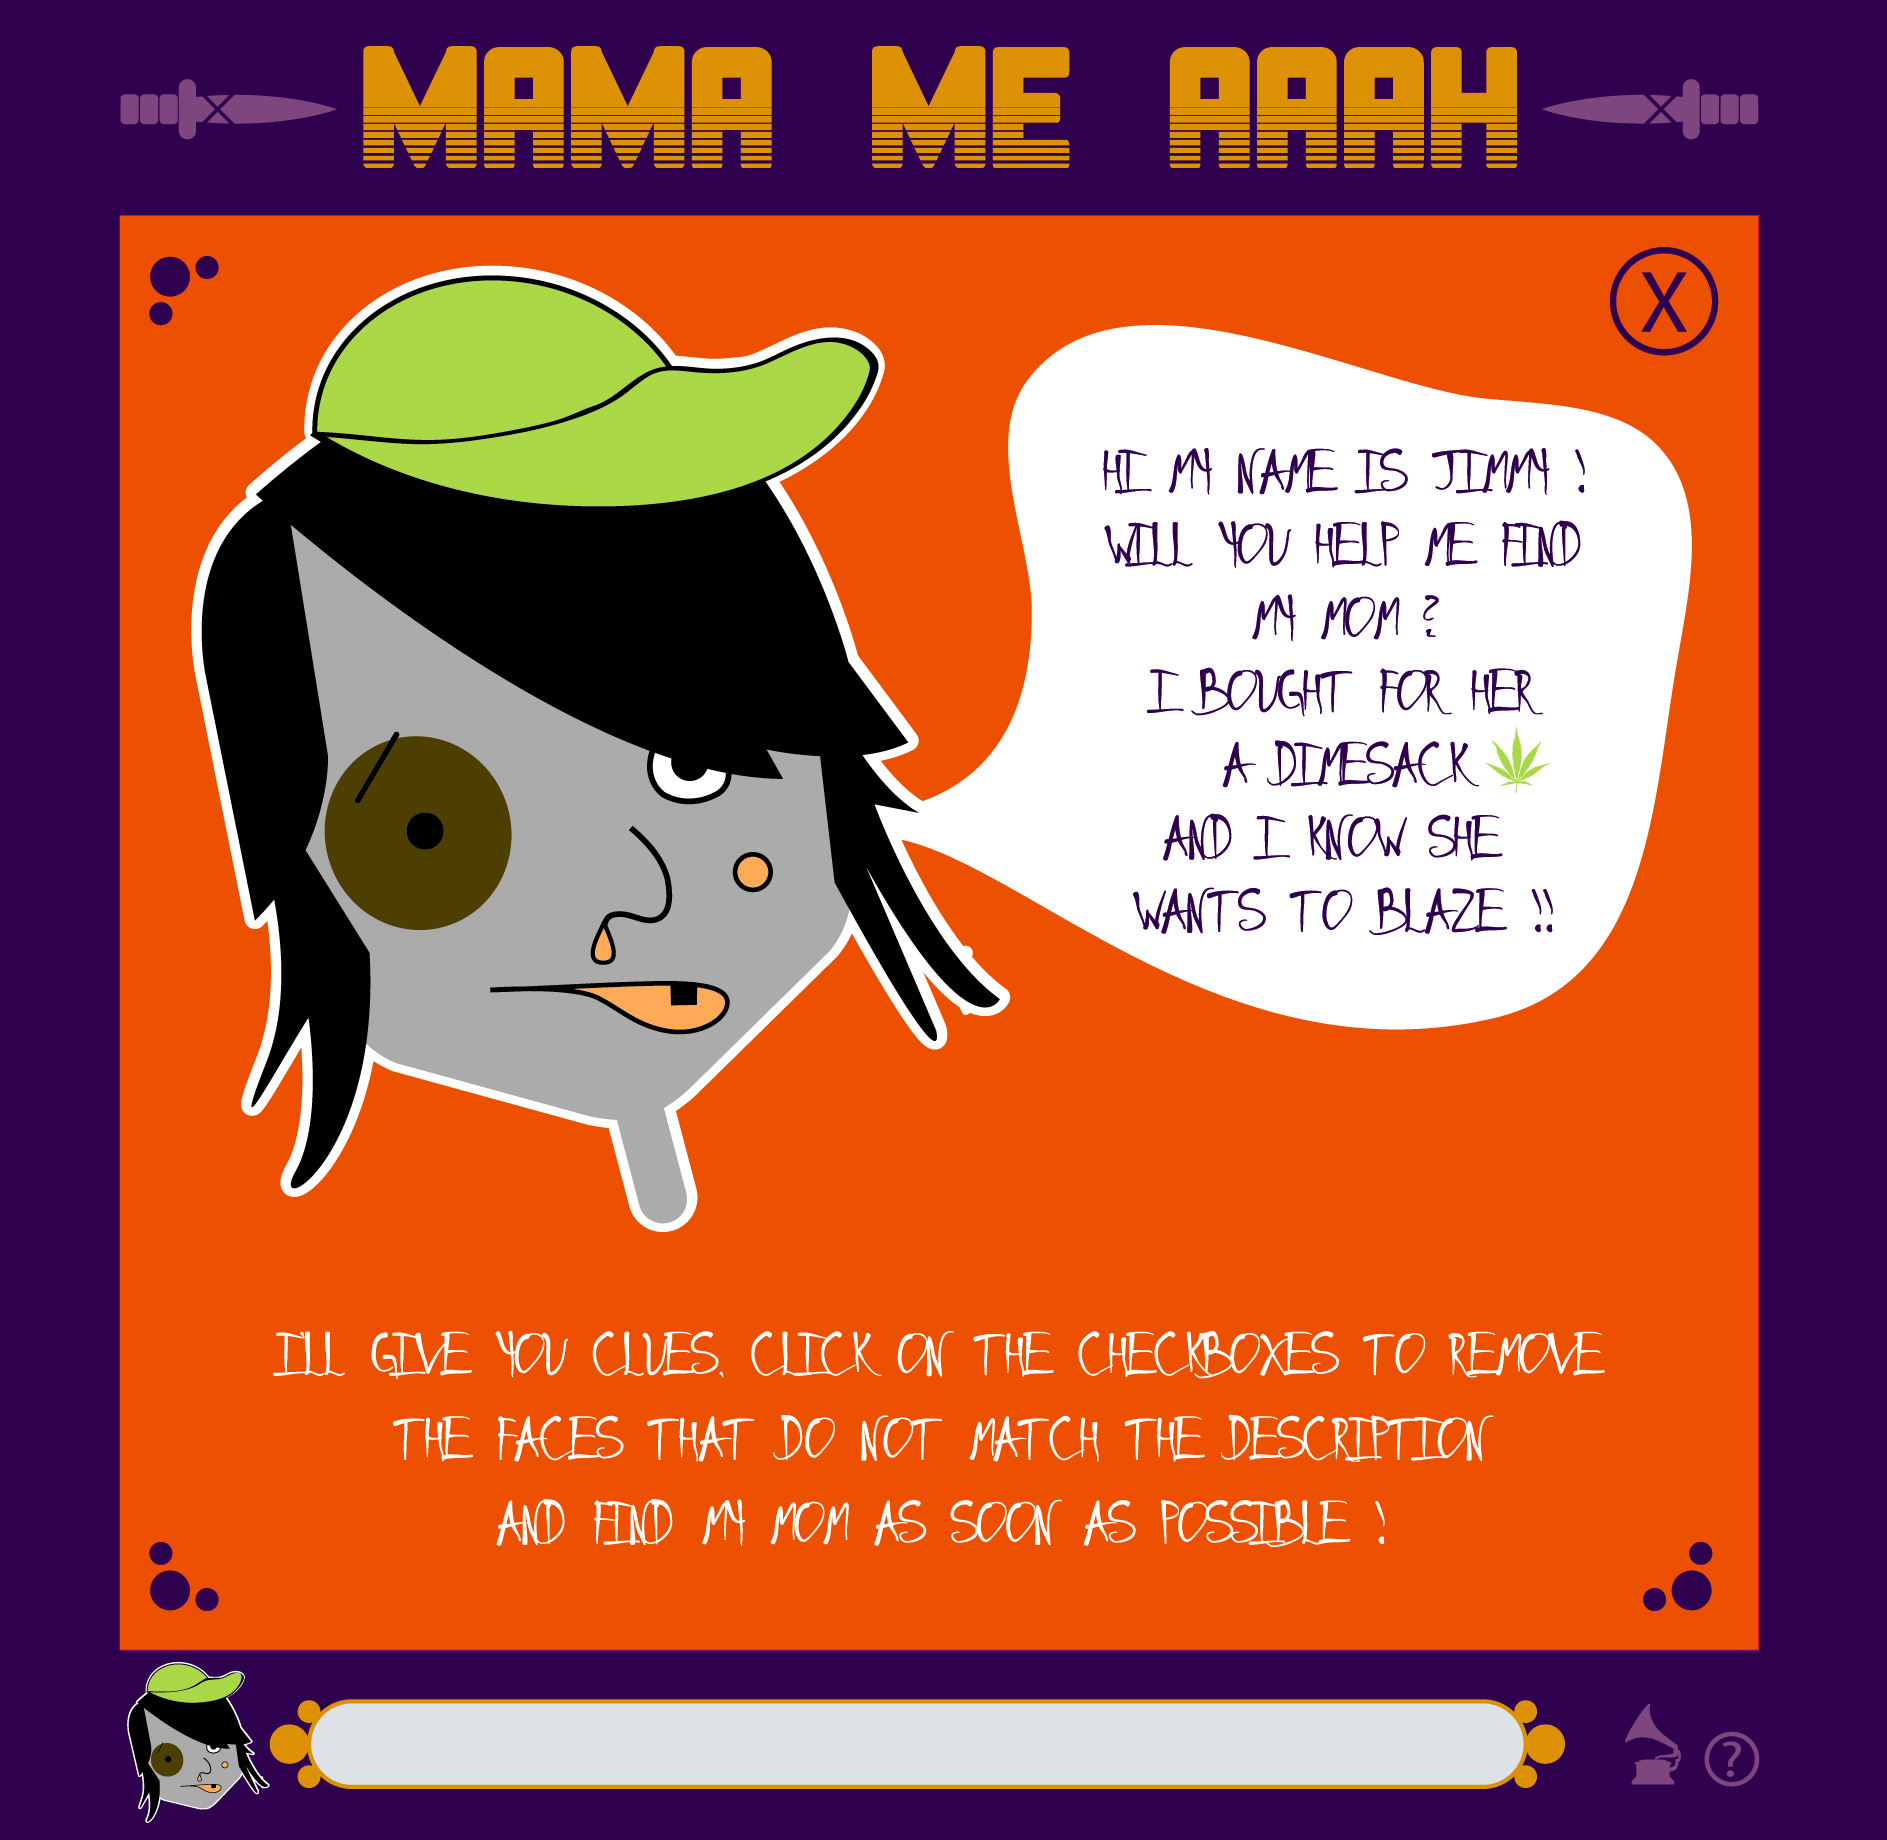 MAMA ME AAAH
X
HI MY NAME IS JIMMY !
WILL YOU HELP ME FIND
MY MOM ?
I BOUGHT FOR HER
A DIMESACK
AND I KNOW SHE
WANTS TO BLAZE !!
I'LL GIVE YOU CLUES, CLICK ON THE CHECKBOXES TO REMOVE
THE FACES THAT DO NOT MATCH THE DESCRIPTION
AND FIND MY MOM AS SOON AS POSSIBLE !
?